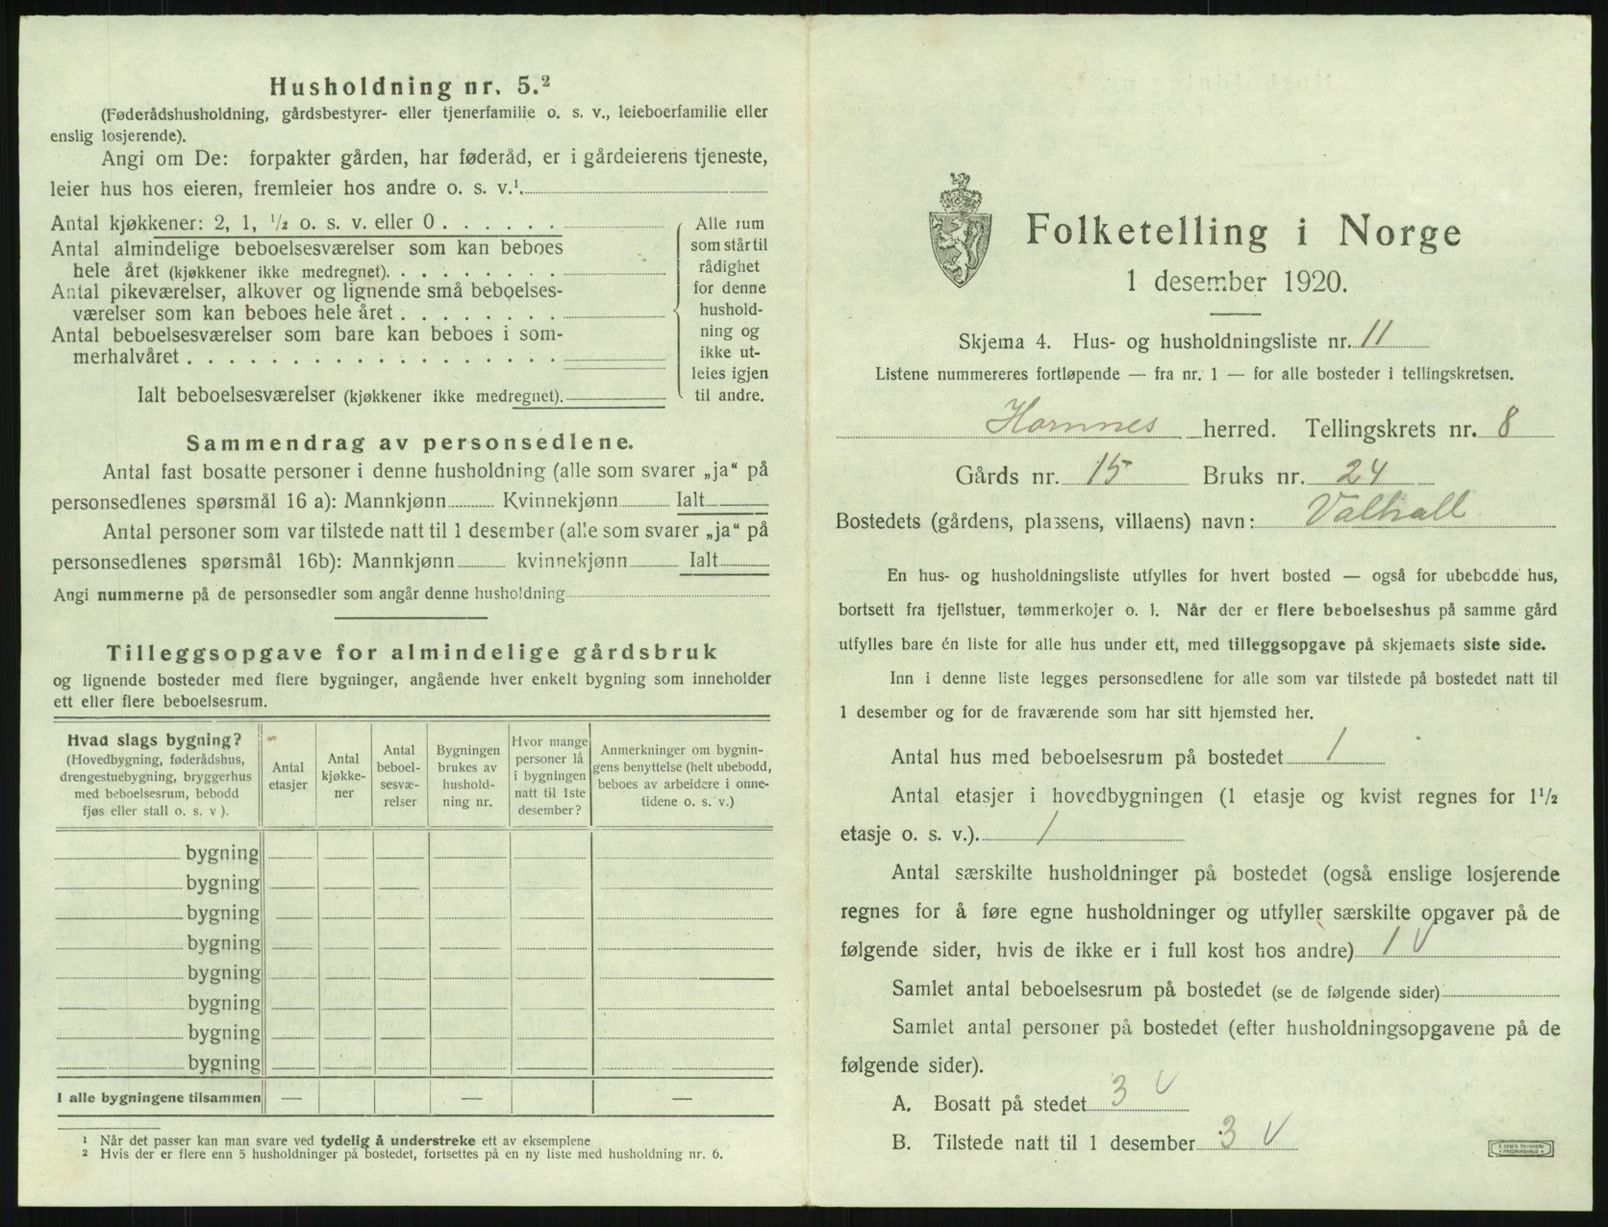 Husholdning nr. 5.²
(Føderådshusholdning, gårdsbestyrer- eller tjenerfamilie o. s. v., leieboerfamilie eller
enslig losjerende).
Angi om De: forpakter gården, har føderåd, er i gårdeierens tjeneste,
leier hus hos eieren, fremleier hos andre o. s. v.¹.
Antal kjøkkener: 2, 1, ½ o. s. v. eller 0 . . . . . .
Antal almindelige beboelsesværelser som kan beboes
hele året (kjøkkener ikke medregnet). . . . . . . . .
Antal pikeværelser, alkover og lignende små beboelses-
værelser som kan beboes hele året . . . . . . . .
Antal beboelsesværelser som bare kan beboes i som-
merhalvåret . . . . . . . . . . . . . . . . . .
Ialt beboelsesværelser (kjøkkener ikke medregnet).
Alle rum
som står til
rådighet
for denne
hushold-
ning og
ikke ut-
leies igjen
til andre.
Sammendrag av personsedlene.
Antal fast bosatte personer i denne husholdning (alle som svarer „ja“ på
personsedlenes spørsmål 16 a): Mannkjønn Kvinnekjønn Ialt
Antal personer som var tilstede natt til 1 desember (alle som svarer „ja“ på
personsedlenes spørsmål 16b): Mannkjønn kvinnekjønn Ialt
Angi nummerne på de personsedler som angår denne husholdning
Tilleggsopgave for almindelige gårdsbruk
og lignende bosteder med flere bygninger, angående hver enkelt bygning som inneholder
ett eller flere beboelsesrum.
Hvad slags bygning?
(Hovedbygning, føderådshus,
drengestuebygning, bryggerhus
med beboelsesrum, bebodd
fjøs eller stall o. s. v ).
Antal
etasjer
Antal
kjøkke-
ner
Antal
beboel-
sesvæ-
relser
Bygningen
brukes av
hushold-
ning nr.
Hvor mange
personer lå
i bygningen
natt til 1ste
desember?
Anmerkninger om bygnin-
gens benyttelse (helt ubebodd,
beboes av arbeidere i onne-
tidene o. s. v.)
bygning
bygning
bygning
bygning
bygning
bygning
bygning
bygning
I alle bygningene tilsammen — — —
¹ Når det passer kan man svare ved tydelig å understreke ett av eksemplene
² Hvis der er flere enn 5 husholdninger på bostedet, fortsettes på en ny liste med husholdning nr. 6.
Folketelling i Norge
1 desember 1920.
Skjema 4. Hus- og husholdningsliste nr. 11
Listene nummereres fortløpende — fra nr. 1 — for alle bosteder i tellingskretsen.
Hornnes herred. Tellingskrets nr. 8
Gårds nr. 15 Bruks nr. 24
Bostedets (gårdens, plassens, villaens) navn: Valhall
En hus- og husholdningsliste utfylles for hvert bosted — også for ubebodde hus,
bortsett fra fjellstuer, tømmerkojer o. l. Når der er flere beboelseshus på samme gård
utfylles bare én liste for alle hus under ett, med tilleggsopgave på skjemaets siste side.
Inn i denne liste legges personsedlene for alle som var tilstede på bostedet natt til
1 desember og for de fraværende som har sitt hjemsted her.
Antal hus med beboelsesrum på bostedet 1
Antal etasjer i hovedbygningen (1 etasje og kvist regnes for 1½
etasje o. s. v.). 1
Antal særskilte husholdninger på bostedet (også enslige losjerende
regnes for å føre egne husholdninger og utfyller særskilte opgaver på de
følgende sider, hvis de ikke er i full kost hos andre) 1 V
Samlet antal beboelsesrum på bostedet (se de følgende sider)
Samlet antal personer på bostedet (efter husholdningsopgavene på de
følgende sider).
A. Bosatt på stedet 3 V
B. Tilstede natt til 1 desember 3 V